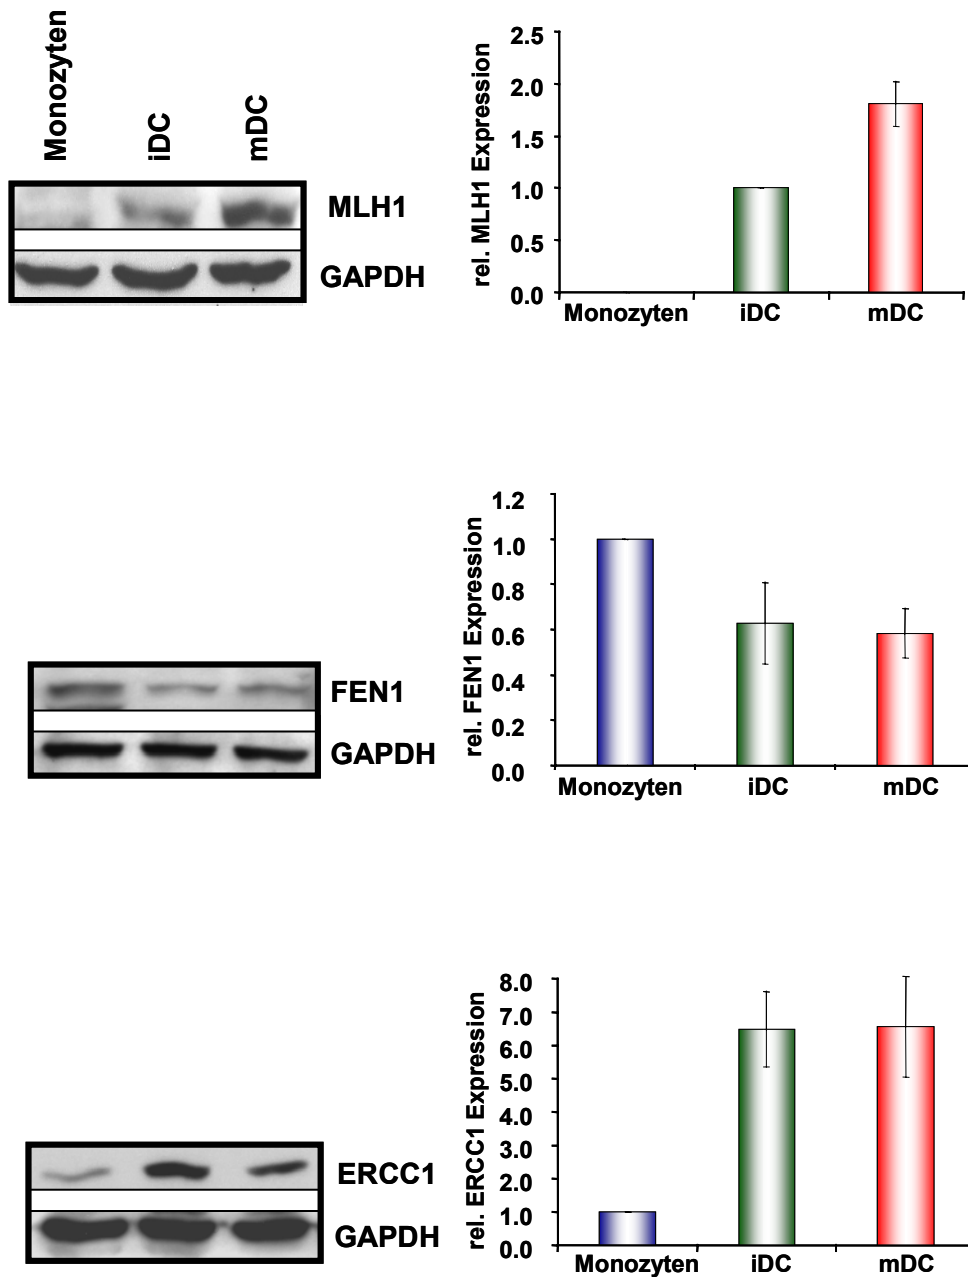 Monozyten
iDC
mDC
MLH1
GAPDH
rel. MLH1 Expression
2.5
2.0
1.5
1.0
0.5
0.0
Monozyten iDC mDC
FEN1
GAPDH
rel. FEN1 Expression
1.2
1.0
0.8
0.6
0.4
0.2
0.0
Monozyten iDC mDC
ERCC1
GAPDH
rel. ERCC1 Expression
8.0
7.0
6.0
5.0
4.0
3.0
2.0
1.0
0.0
Monozyten iDC mDC